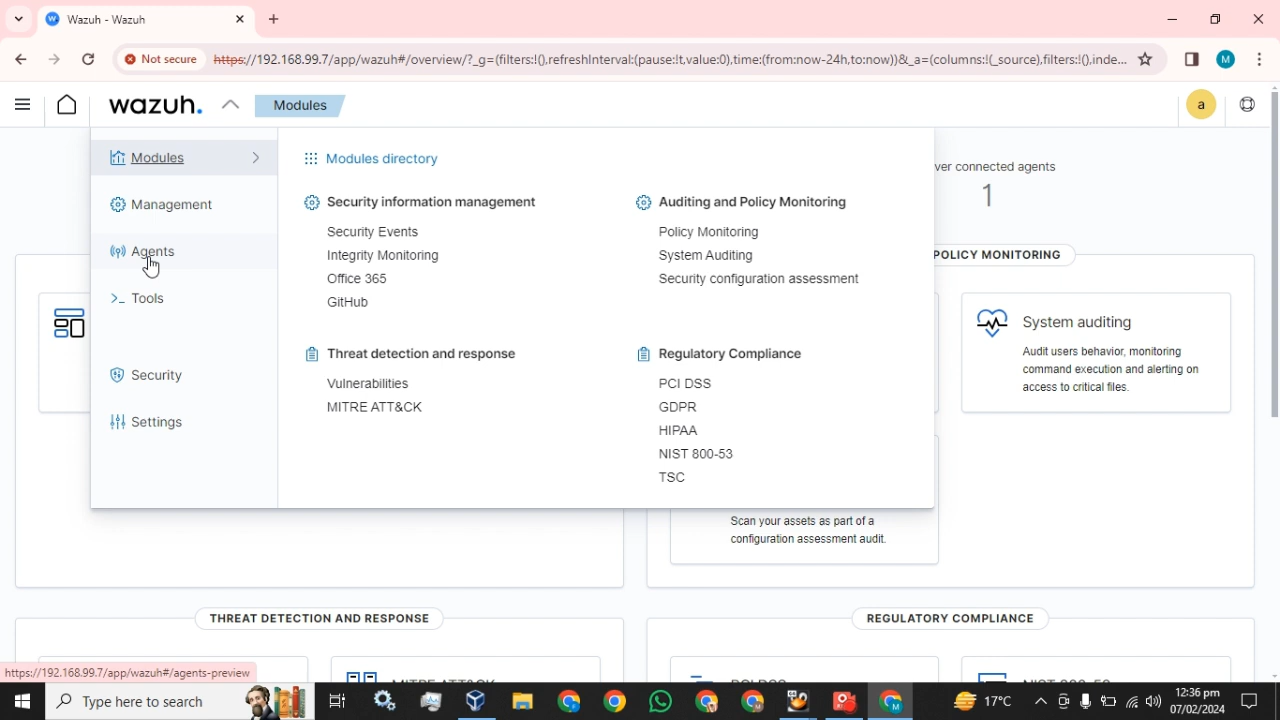 Wazuh - Wazuh
Not secure
https://192.168.99.7/app/wazuh#/overview/?_g=(filters:!(),refreshInterval:(pause:!t,value:0),time:(from:now-24h,to:now))&_a=(columns:!(_source),filters:!(),inde...
M
wazuh.
Modules
a
Modules
Modules directory
ver connected agents
1
Management
Security information management
Auditing and Policy Monitoring
Security Events
Policy Monitoring
Agents
Integrity Monitoring
System Auditing
POLICY MONITORING
Office 365
Security configuration assessment
Tools
GitHub
System auditing
Audit users behavior, monitoring
command execution and alerting on
access to critical files.
Threat detection and response
Regulatory Compliance
Security
Vulnerabilities
PCI DSS
MITRE ATT&CK
GDPR
Settings
HIPAA
NIST 800-53
TSC
Scan your assets as part of a
configuration assessment audit.
THREAT DETECTION AND RESPONSE
REGULATORY COMPLIANCE
https://192.168.99.7/app/wazuh#/agents-preview
Type here to search
17°C
12:36 pm
07/02/2024